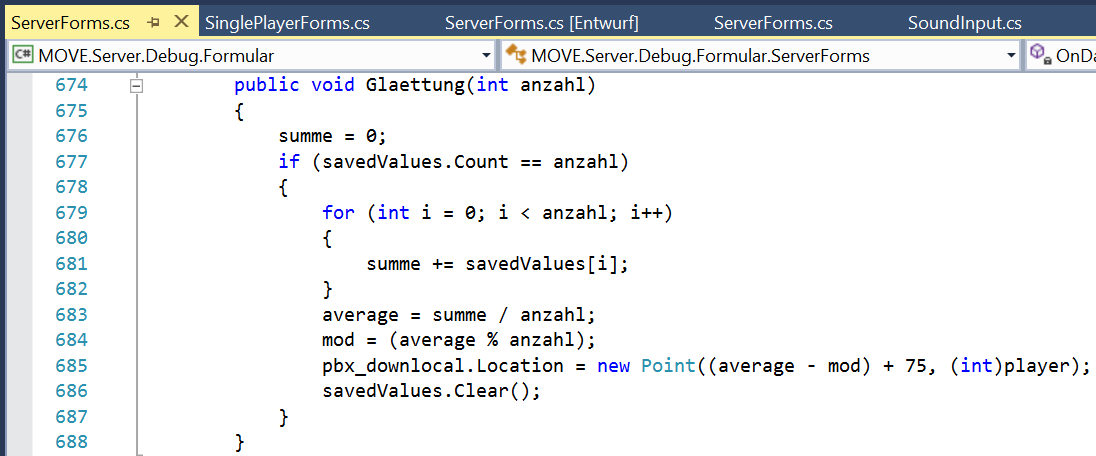 ServerForms.cs SinglePlayerForms.cs ServerForms.cs [Entwurf] ServerForms.cs SoundInput.cs
C# MOVE.Server.Debug.Formular MOVE.Server.Debug.Formular.ServerForms OnDa
674 public void Glaettung(int anzahl)
675 {
676 summe = 0;
677 if (savedValues.Count == anzahl)
678 {
679 for (int i = 0; i < anzahl; i++)
680 {
681 summe += savedValues[i];
682 }
683 average = summe / anzahl;
684 mod = (average % anzahl);
685 pbx_downlocal.Location = new Point((average - mod) + 75, (int)player);
686 savedValues.Clear();
687 }
688 }